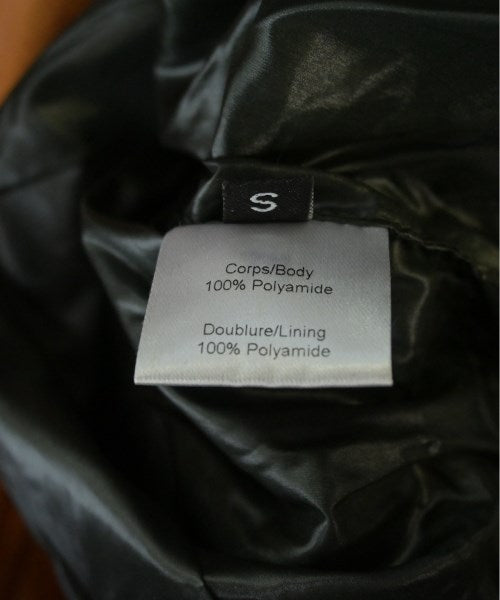 S
Corps/Body
100% Polyamide
Doublure/Lining
100% Polyamide